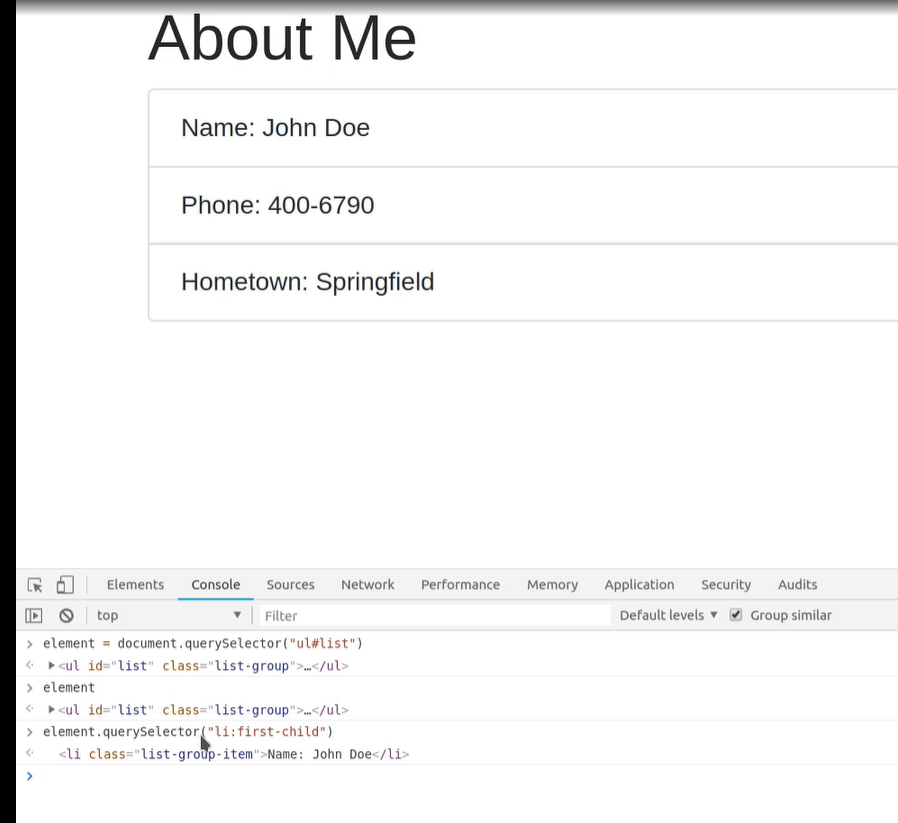 About Me
Name: John Doe
Phone: 400-6790
Hometown: Springfield
Elements Console Sources Network Performance Memory Application Security Audits
top Filter Default levels Group similar
element = document.querySelector("ul#list")
<ul id="list" class="list-group">…</ul>
element
<ul id="list" class="list-group">…</ul>
element.querySelector("li:first-child")
<li class="list-group-item">Name: John Doe</li>